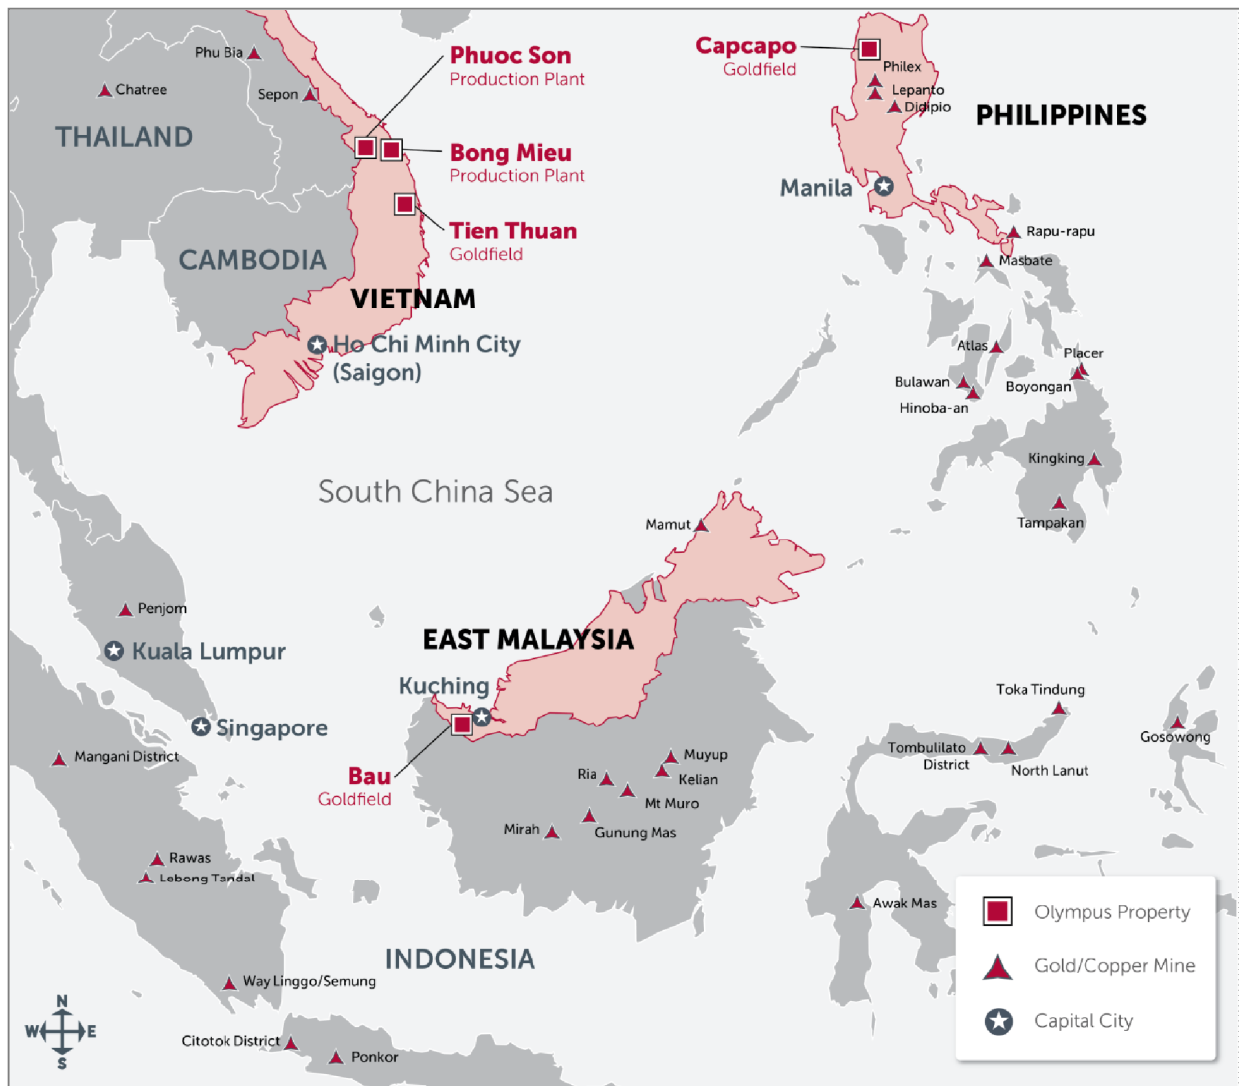 Phu Bia
Chatree
Sepon
THAILAND
Phuoc Son
Production Plant
Bong Mieu
Production Plant
Tien Thuan
Goldfield
CAMBODIA
VIETNAM
Ho Chi Minh City
(Saigon)
Capcapo
Goldfield
Philex
Lepanto
Didipio
PHILIPPINES
Manila
Rapu-rapu
Masbate
Atlas
Placer
Bulawan
Boyongan
Hinoba-an
Kingking
Tampakan
South China Sea
Mamut
Penjom
Kuala Lumpur
Singapore
EAST MALAYSIA
Kuching
Bau
Goldfield
Mangani District
Muyup
Ria
Kelian
Mt Muro
Mirah
Gunung Mas
Toka Tindung
Gosowong
Tombulilato
District
North Lanut
Rawas
Lebong Tandai
Awak Mas
INDONESIA
Way Linggo/Semung
Citotok District
Ponkor
N
W E
S
Olympus Property
Gold/Copper Mine
Capital City